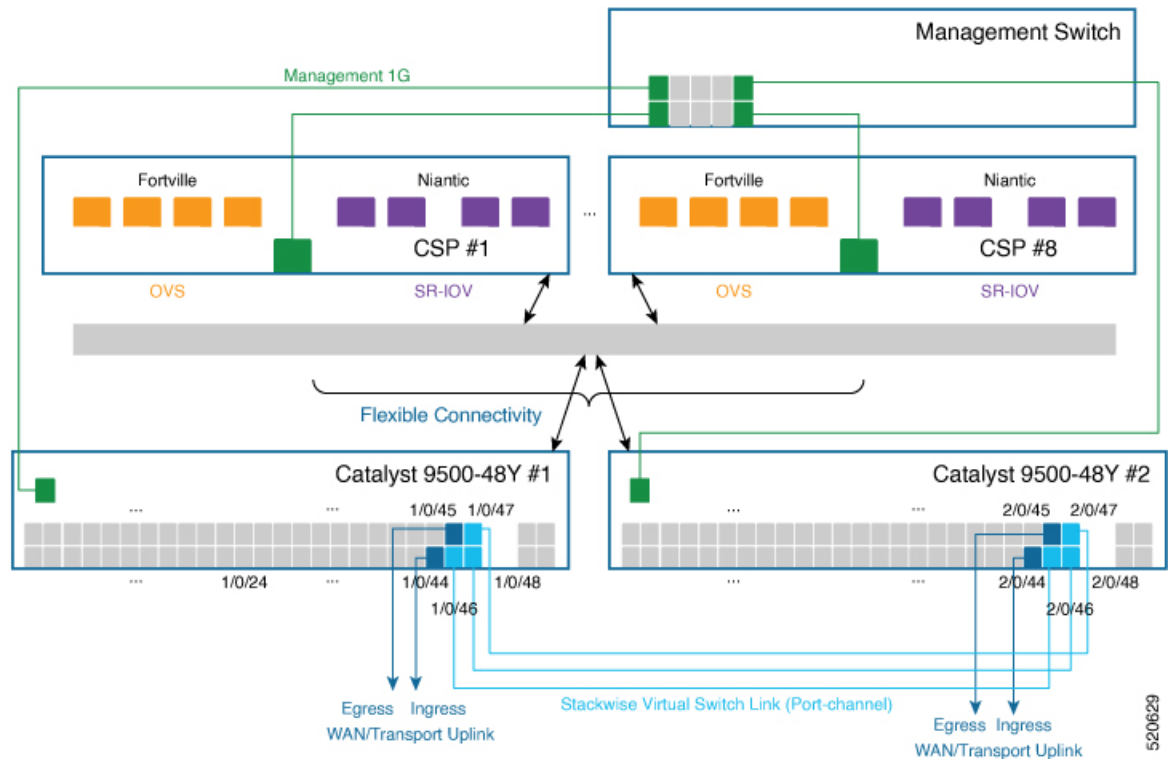 Management Switch
Management 1G
Fortville
Niantic
CSP #1
OVS
SR-IOV
...
Fortville
Niantic
CSP #8
OVS
SR-IOV
Flexible Connectivity
Catalyst 9500-48Y #1
... ... 1/0/45 1/0/47
... 1/0/24 ... 1/0/44 1/0/48
1/0/46
Catalyst 9500-48Y #2
... ... 2/0/45 2/0/47
... ... 2/0/44 2/0/48
2/0/46
Egress Ingress
WAN/Transport Uplink
Stackwise Virtual Switch Link (Port-channel)
Egress Ingress
WAN/Transport Uplink
520629